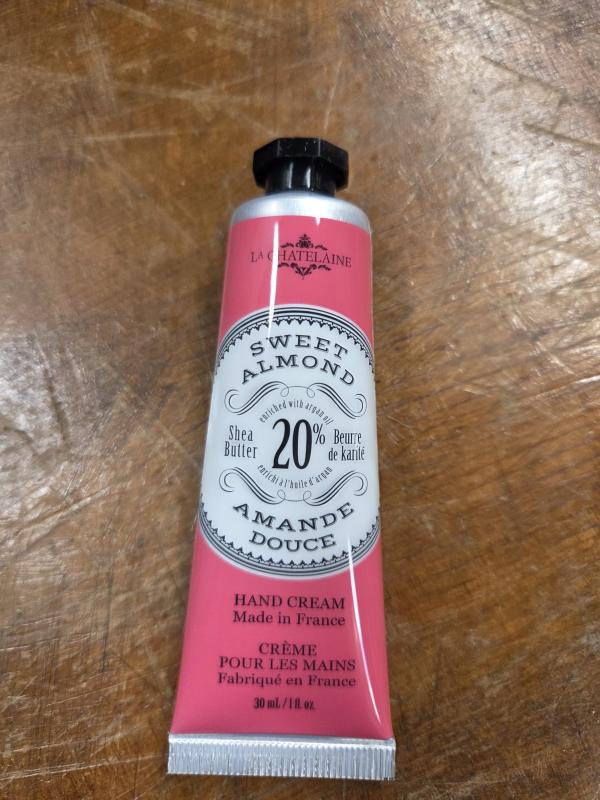 LA CHATELAINE
SWEET
ALMOND
enriched with argan oil
Shea
Butter
20%
Beurre
de karité
enrichi à l'huile d'argan
AMANDE
DOUCE
HAND CREAM
Made in France
CRÈME
POUR LES MAINS
Fabriqué en France
30 mL / 1 fl. oz.